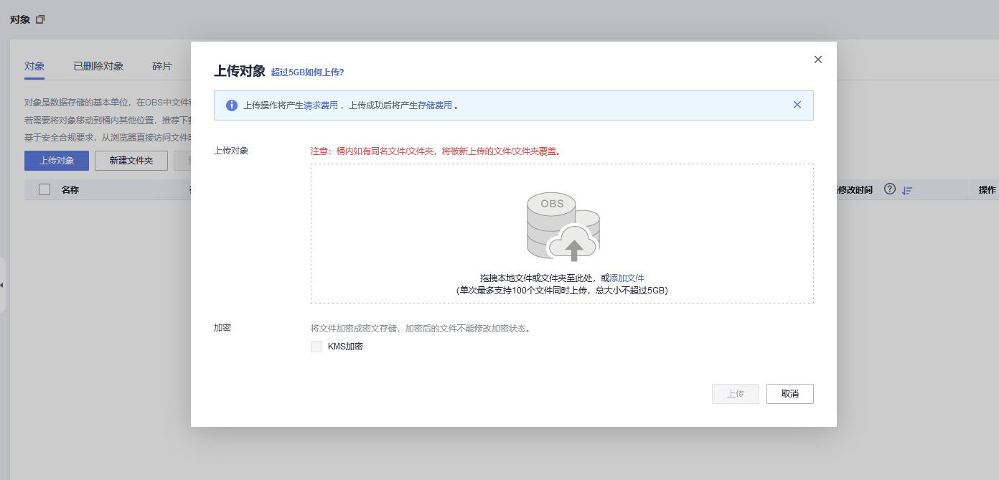 对象
对象 已删除对象 碎片
上传对象 超过5GB如何上传?
上传操作将产生请求费用，上传成功后将产生存储费用。
对象是数据存储的基本单位，在OBS中文件
若需要将对象移动到桶内其他位置，推荐下
基于安全合规要求，从浏览器直接访问文件
上传对象 新建文件夹
名称
修改时间 操作
上传对象
注意：桶内如有同名文件/文件夹，将被新上传的文件/文件夹覆盖。
OBS
拖拽本地文件或文件夹至此处，或添加文件
(单次最多支持100个文件同时上传，总大小不超过5GB)
加密
将文件加密成密文存储，加密后的文件不能修改加密状态。
KMS加密
上传 取消